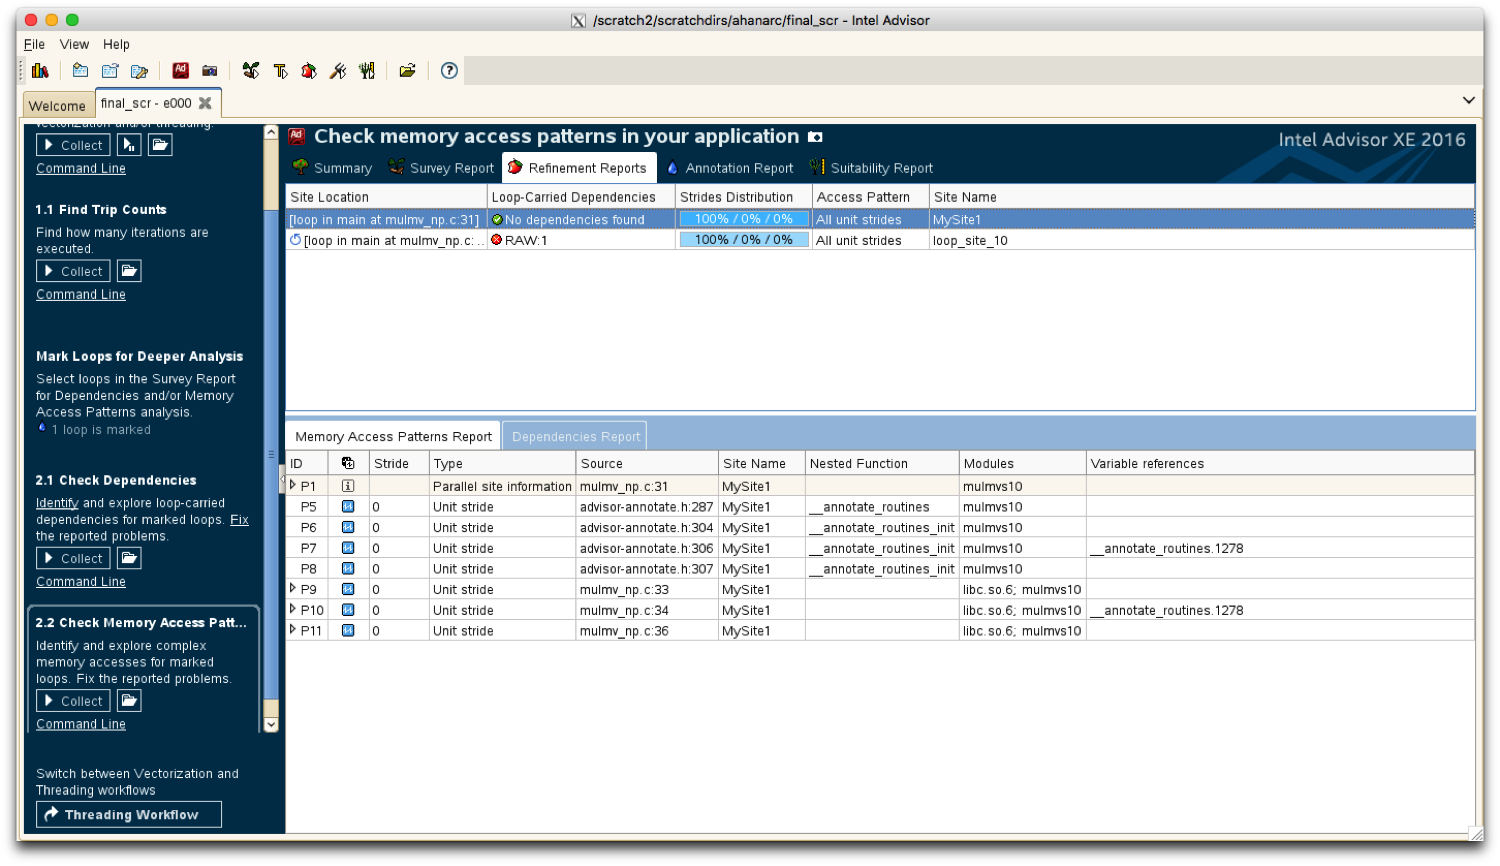 /scratch2/scratchdirs/ahanarc/final_scr - Intel Advisor
File View Help
Welcome
final_scr - e000
vectorization and/or threading.
Collect
Command Line
1.1 Find Trip Counts
Find how many iterations are
executed.
Collect
Command Line
Mark Loops for Deeper Analysis
Select loops in the Survey Report
for Dependencies and/or Memory
Access Patterns analysis.
1 loop is marked
2.1 Check Dependencies
Identify and explore loop-carried
dependencies for marked loops. Fix
the reported problems.
Collect
Command Line
2.2 Check Memory Access Patt...
Identify and explore complex
memory accesses for marked
loops. Fix the reported problems.
Collect
Command Line
Switch between Vectorization and
Threading workflows
Threading Workflow
Ad Check memory access patterns in your application
Intel Advisor XE 2016
Summary Survey Report Refinement Reports Annotation Report Suitability Report
Site Location Loop-Carried Dependencies Strides Distribution Access Pattern Site Name
[loop in main at mulmv_np.c:31] No dependencies found 100% / 0% / 0% All unit strides MySite1
[loop in main at mulmv_np.c: .. RAW:1 100% / 0% / 0% All unit strides loop_site_10
Memory Access Patterns Report Dependencies Report
ID Stride Type Source Site Name Nested Function Modules Variable references
P1 Parallel site information mulmv_np.c:31 MySite1 mulmvs10
P5 0 Unit stride advisor-annotate.h:287 MySite1 __annotate_routines mulmvs10
P6 0 Unit stride advisor-annotate.h:304 MySite1 __annotate_routines_init mulmvs10
P7 0 Unit stride advisor-annotate.h:306 MySite1 __annotate_routines_init mulmvs10 __annotate_routines.1278
P8 0 Unit stride advisor-annotate.h:307 MySite1 __annotate_routines_init mulmvs10
P9 0 Unit stride mulmv_np.c:33 MySite1 libc.so.6; mulmvs10
P10 0 Unit stride mulmv_np.c:34 MySite1 libc.so.6; mulmvs10 __annotate_routines.1278
P11 0 Unit stride mulmv_np.c:36 MySite1 libc.so.6; mulmvs10